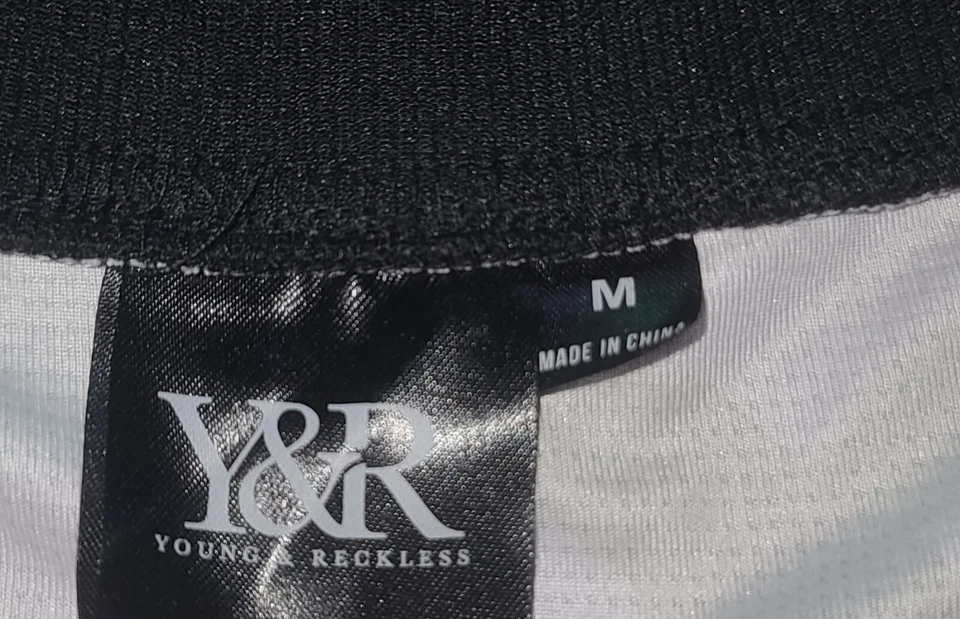 M
MADE IN CHINA
Y&R
YOUNG & RECKLESS